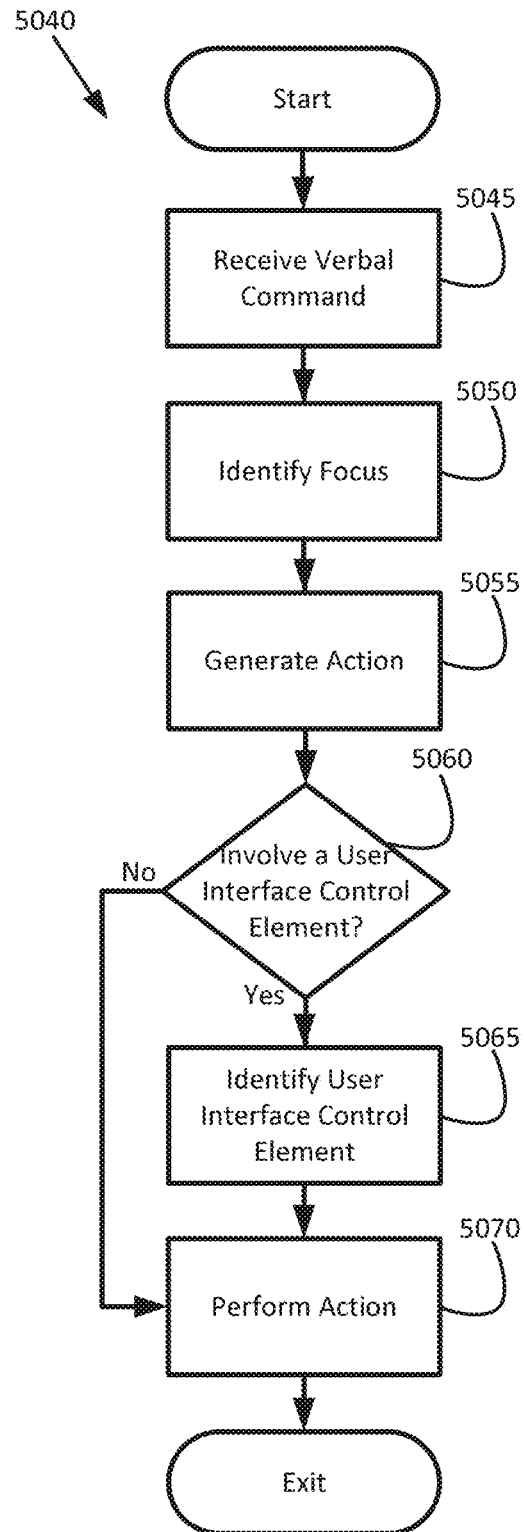 5040
Start
5045
Receive Verbal
Command
5050
Identify Focus
5055
Generate Action
5060
Involve a User
Interface Control
Element?
No
Yes
5065
Identify User
Interface Control
Element
5070
Perform Action
Exit